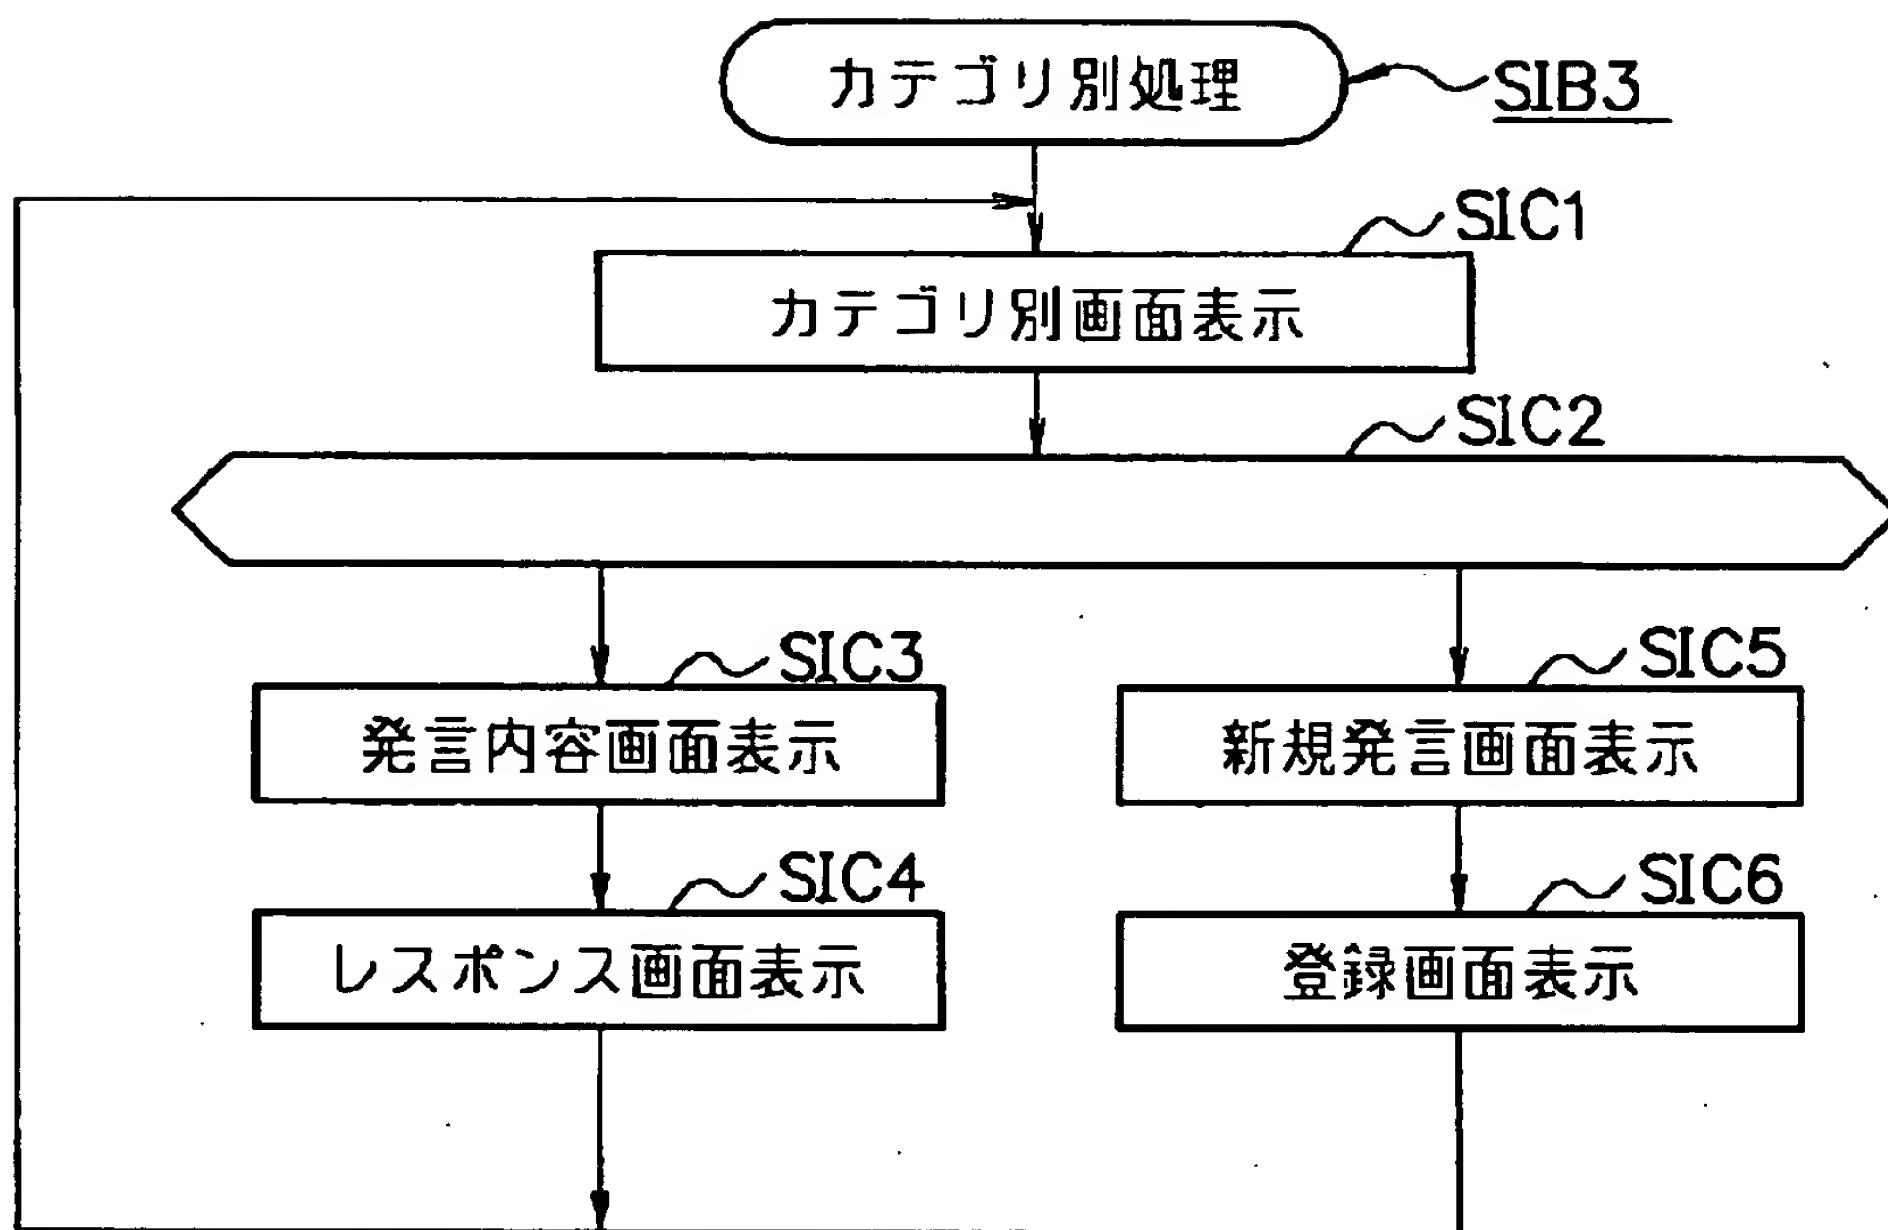 カテゴリ別処理
SIB3
SIC1
カテゴリ別画面表示
SIC2
SIC3
発言内容画面表示
SIC5
新規発言画面表示
SIC4
レスポンス画面表示
SIC6
登録画面表示